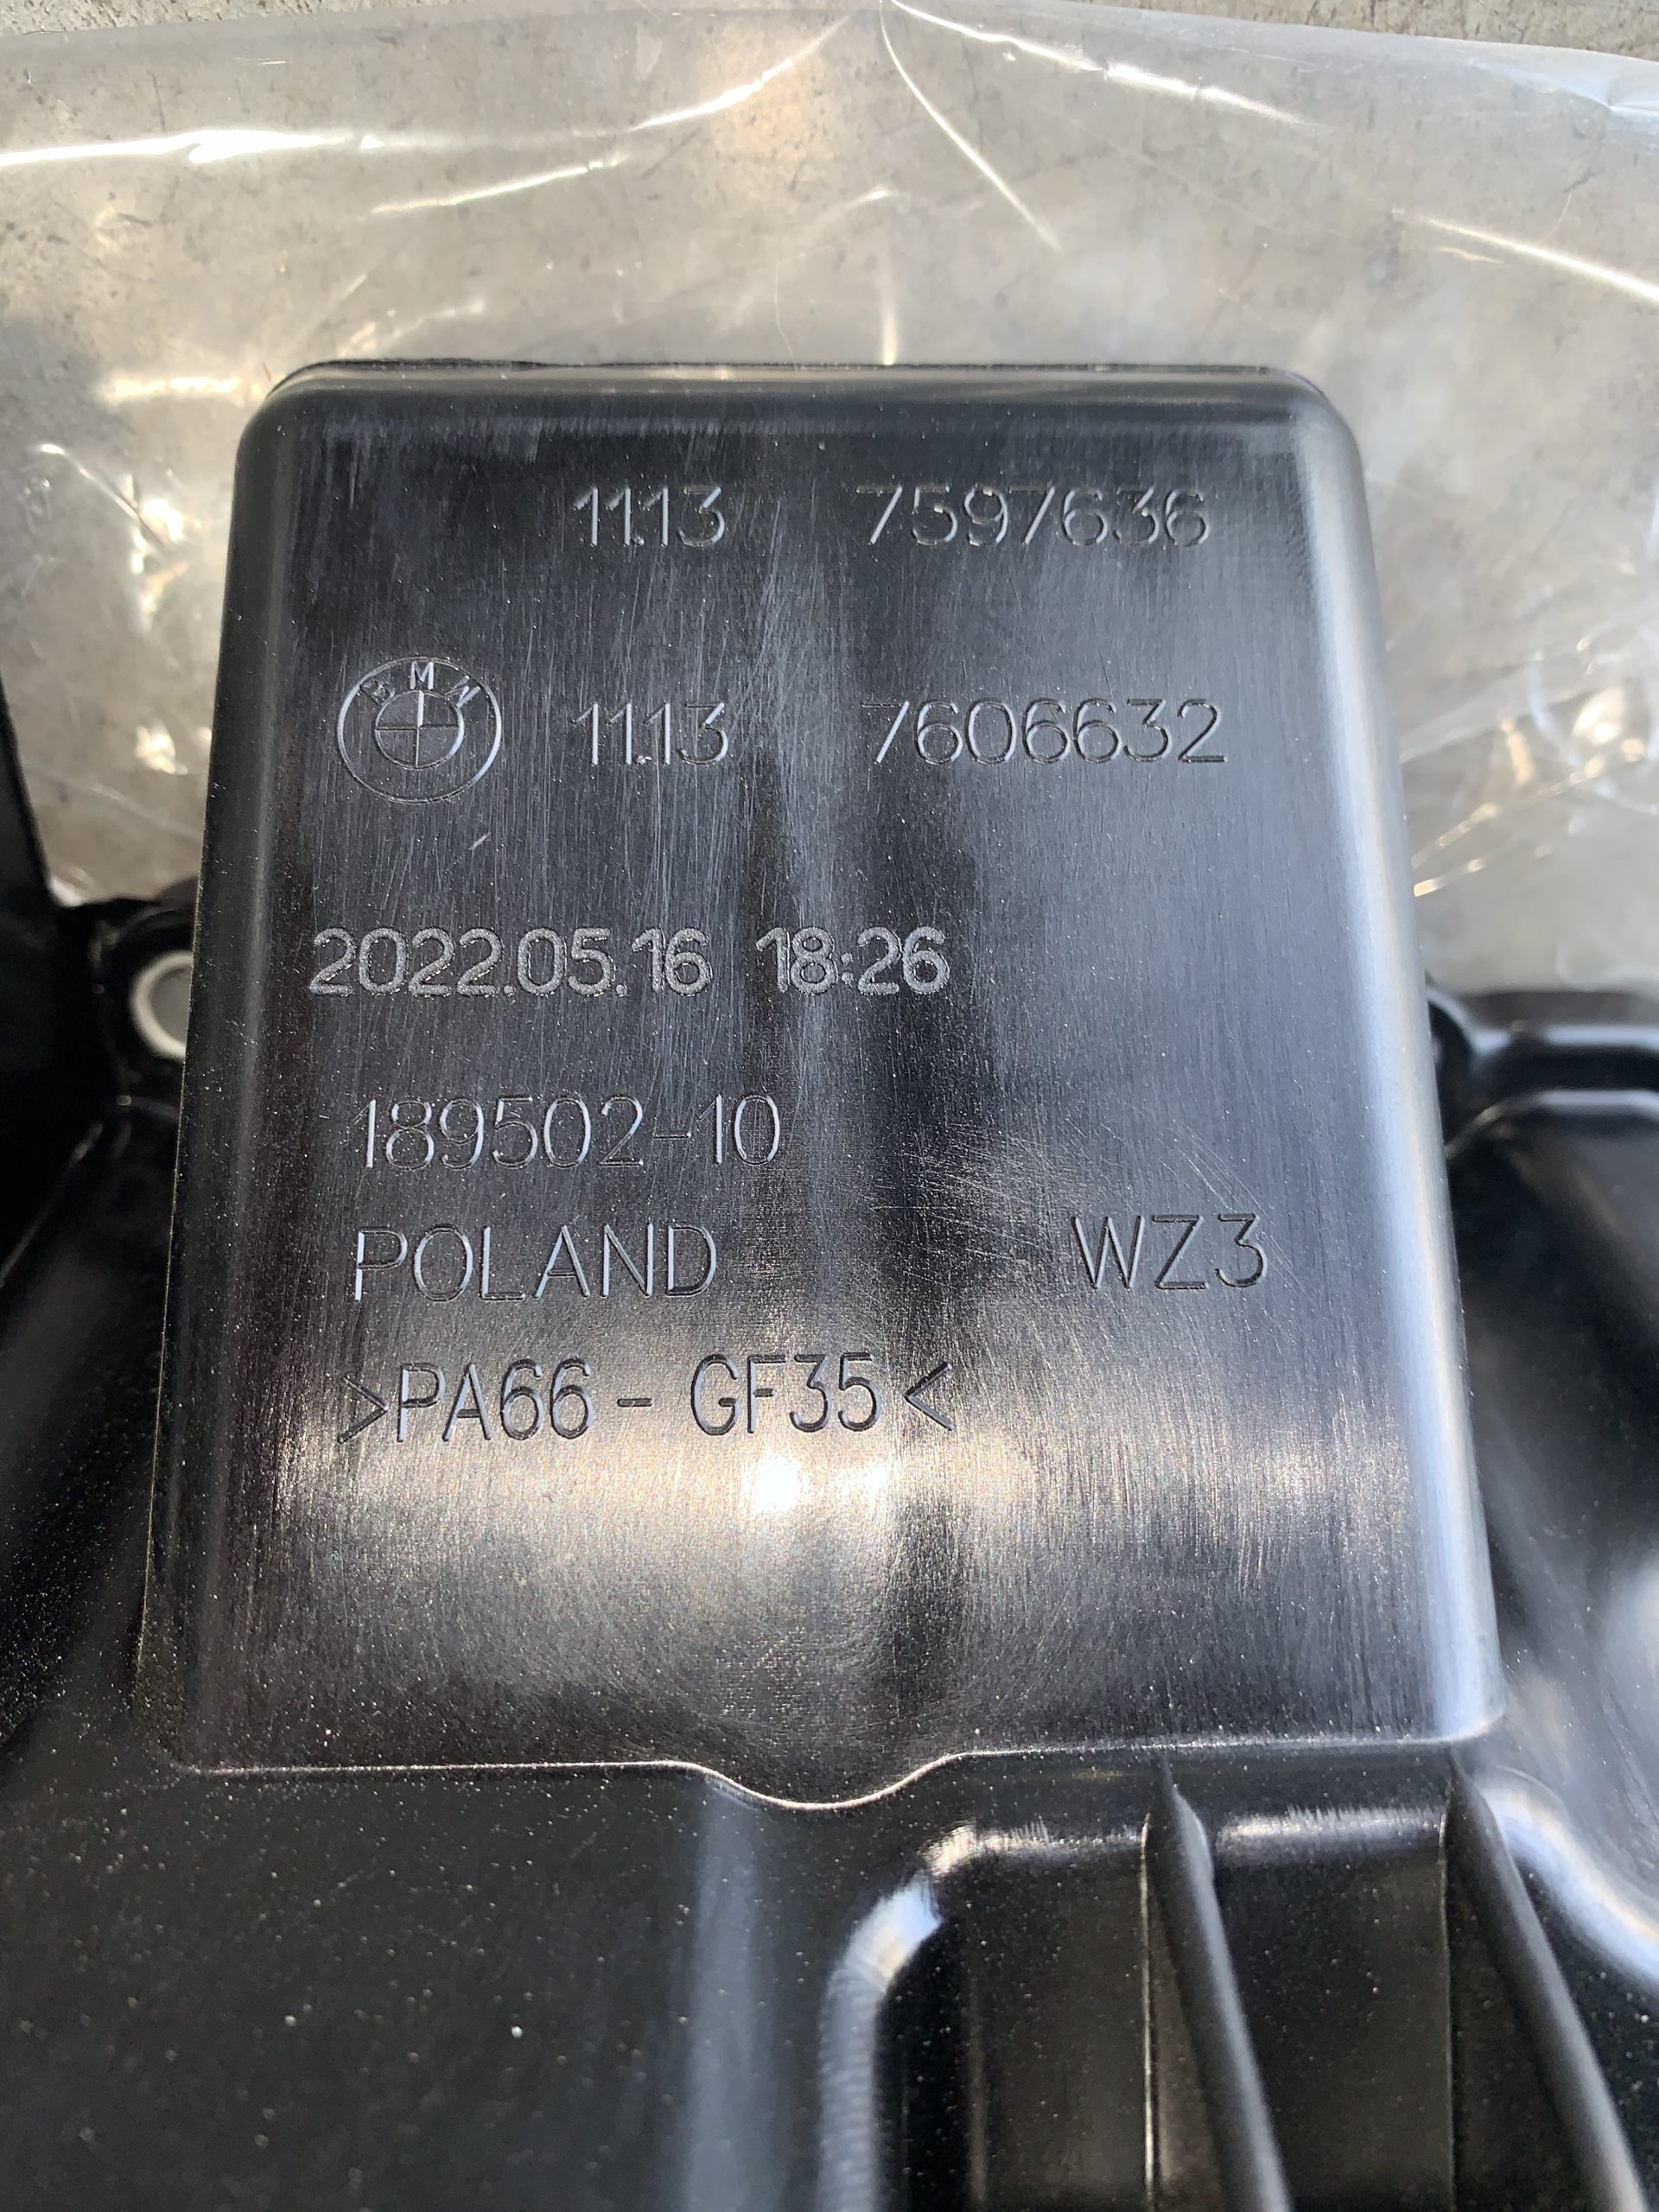 11.13 7597636
BMW
11.13 7606632
2022.05.16 18:26
189502-10
POLAND WZ3
>PA66 - GF35<